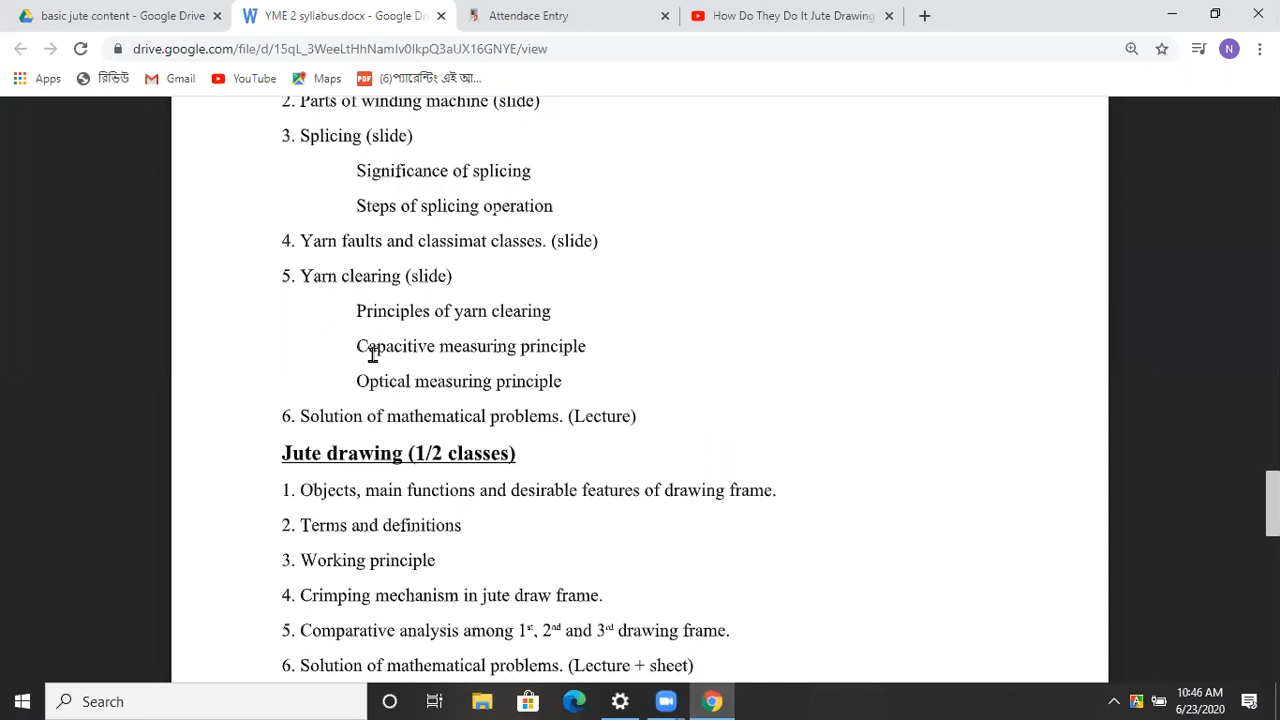 basic jute content - Google Drive
YME 2 syllabus.docx - Google Dr
Attendace Entry
How Do They Do It Jute Drawing
drive.google.com/file/d/15qL_3WeeLtHhNamIv0lkpQ3aUX16GNYE/view
N
Apps
রিভিউ
Gmail
YouTube
Maps
PDF
(6)প্যারেন্টিং এই আ...
2. Parts of winding machine (slide)
3. Splicing (slide)
Significance of splicing
Steps of splicing operation
4. Yarn faults and classimat classes. (slide)
5. Yarn clearing (slide)
Principles of yarn clearing
Capacitive measuring principle
Optical measuring principle
6. Solution of mathematical problems. (Lecture)
Jute drawing (1/2 classes)
1. Objects, main functions and desirable features of drawing frame.
2. Terms and definitions
3. Working principle
4. Crimping mechanism in jute draw frame.
5. Comparative analysis among 1st, 2nd and 3rd drawing frame.
6. Solution of mathematical problems. (Lecture + sheet)
Search
10:46 AM
6/23/2020